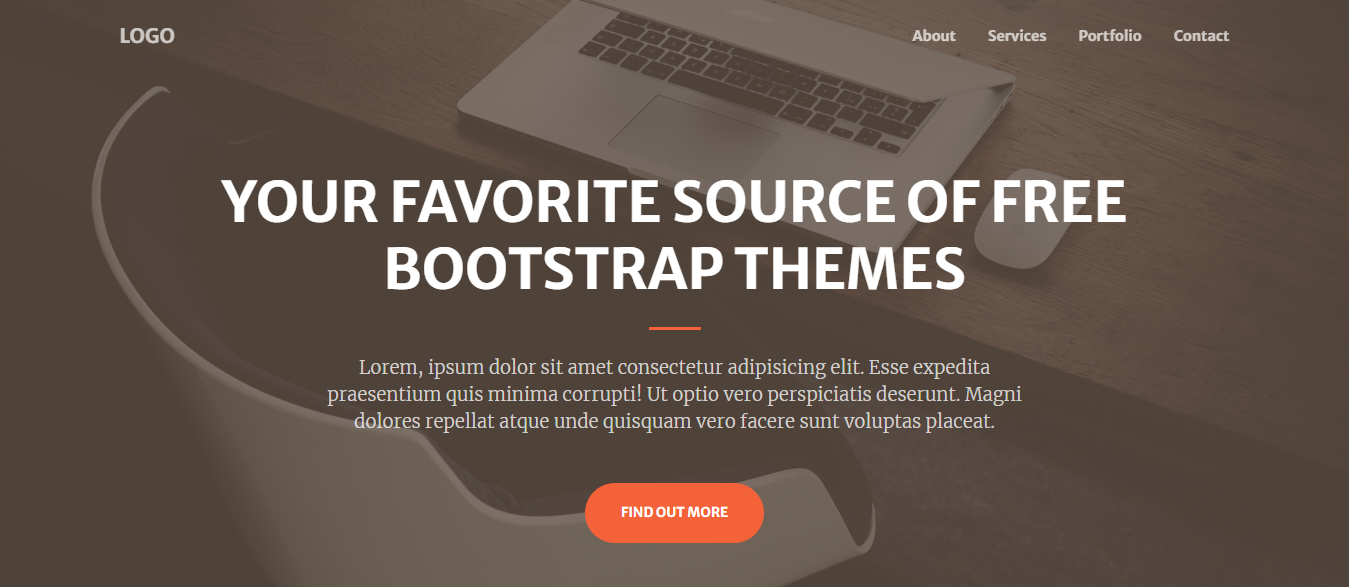 LOGO
About Services Portfolio Contact
YOUR FAVORITE SOURCE OF FREE
BOOTSTRAP THEMES
Lorem, ipsum dolor sit amet consectetur adipisicing elit. Esse expedita
praesentium quis minima corrupti! Ut optio vero perspiciatis deserunt. Magni
dolores repellat atque unde quisquam vero facere sunt voluptas placeat.
FIND OUT MORE